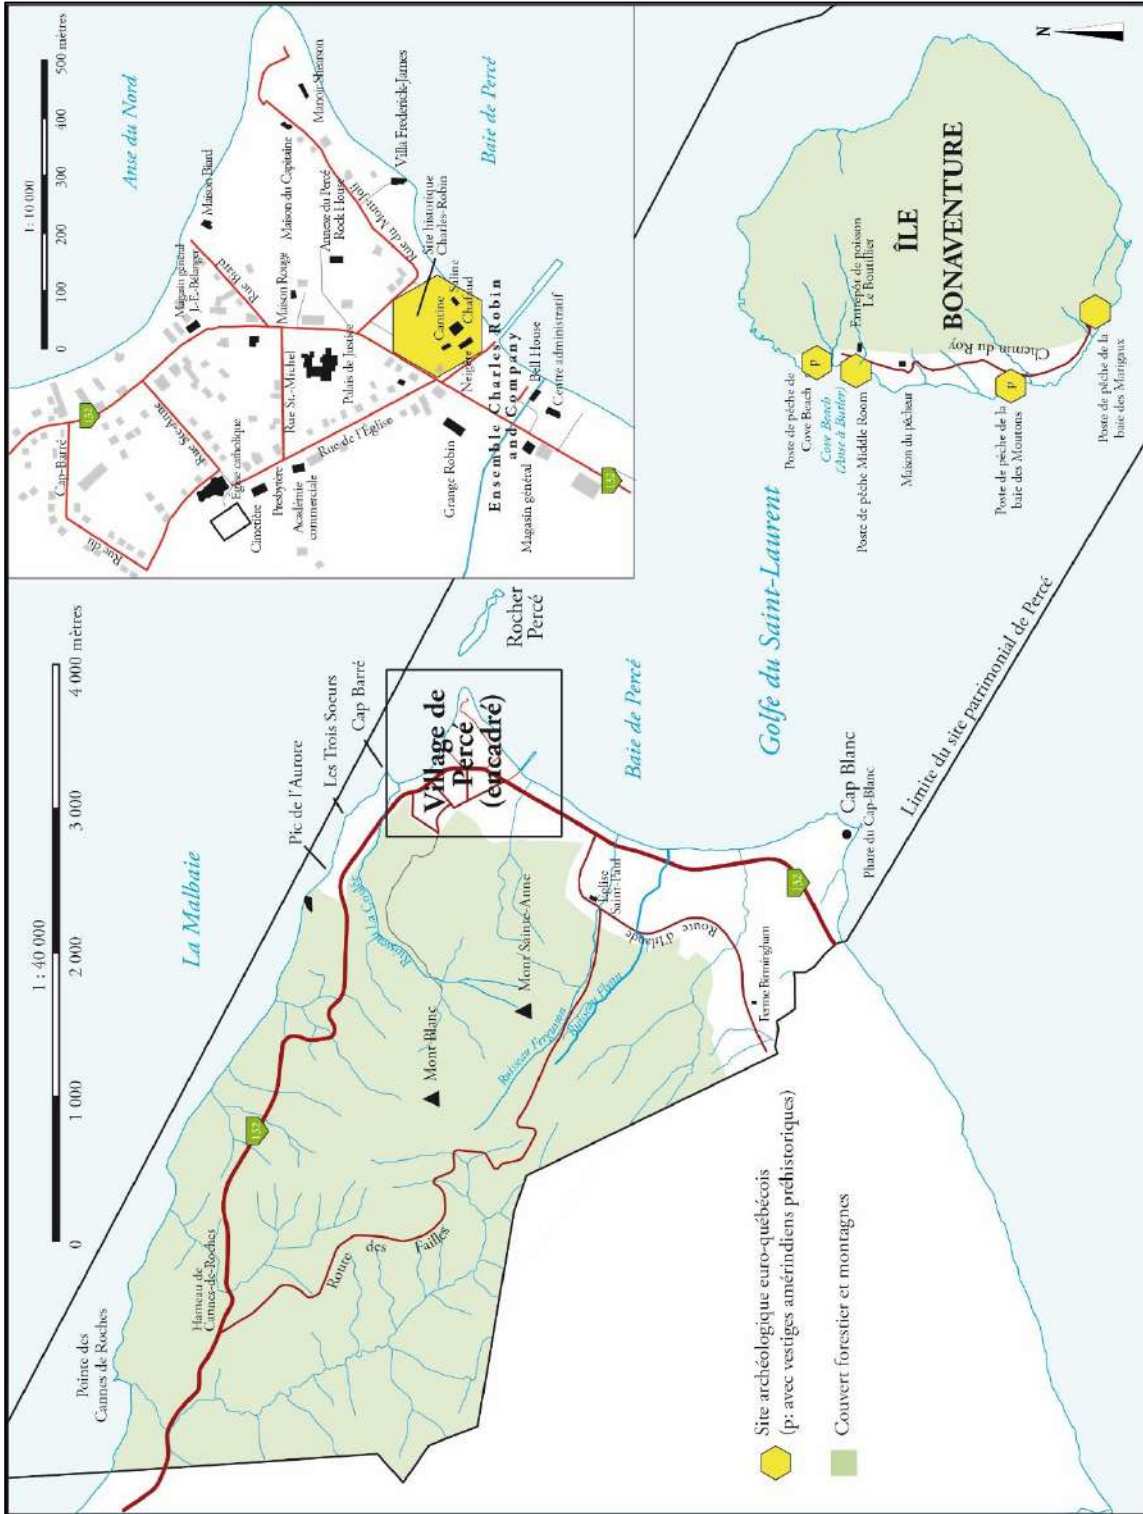 1 : 40 000
0
1 000
2 000
3 000
4 000 mètres
La Malbaie
Pointe des
Cannes de Roches
Hameau de
Cannes-de-Roches
132
Pic de l'Aurore
Les Trois Soeurs
Cap Barré
Rocher
Percé
Village de
Percé
(encadré)
Ruisseau La Coulée
Mont Blanc
Mont Sainte-Anne
Route des Failles
Ruisseau Ferguson
Ruisseau Flynn
Église
Saint-Paul
Route d'Irlande
Ferme Birmingham
132
Baie de Percé
Golfe du Saint-Laurent
Cap Blanc
Phare du Cap-Blanc
Limite du site patrimonial de Percé
Site archéologique euro-québécois
(p: avec vestiges amérindiens préhistoriques)
Couvert forestier et montagnes
1: 10 000
0
100
200
300
400
500 mètres
Anse du Nord
Cap-Barré
Rue du
132
Rue Ste-Anne
Église catholique
Cimetière
Presbytère
Académie
commerciale
Magasin général
J.-E.-Bélanger
Rue Biard
Maison Biard
Maison Rouge
Maison du Capitaine
Manoir Shearson
Rue St.-Michel
Palais de Justice
Annexe du Percé
Rock House
Rue du Mont-Joli
Villa Frederick-James
Rue de l'Église
Site historique
Charles-Robin
Cantine
Saline
Chafaud
Neigère
Baie de Percé
Grange Robin
Ensemble Charles Robin
and Company
Bell House
Magasin général
Centre administratif
132
N
ÎLE
BONAVENTURE
Poste de pêche de
Cove Beach
p
Cove Beach
(Anse à Butler)
Poste de pêche Middle Room
Entrepôt de poisson
Le Boutillier
Maison du pêcheur
Chemin du Roy
Poste de pêche de la
baie des Moutons
p
Poste de pêche de la
baie des Marigaux